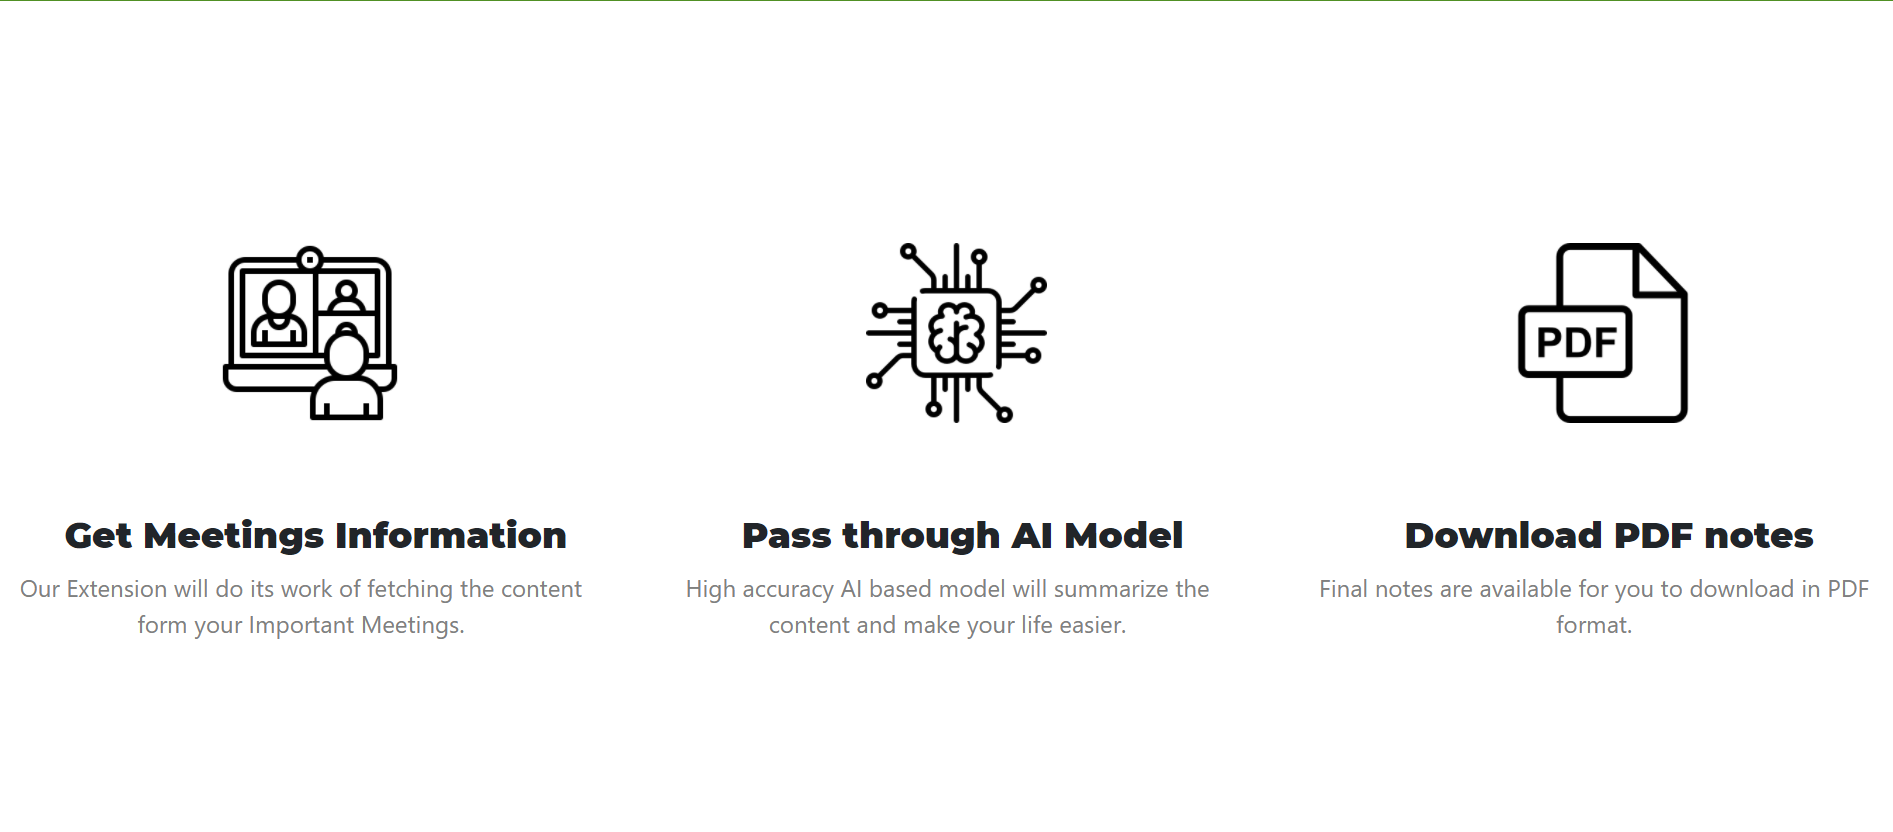 PDF
Get Meetings Information
Our Extension will do its work of fetching the content
form your Important Meetings.
Pass through AI Model
High accuracy AI based model will summarize the
content and make your life easier.
Download PDF notes
Final notes are available for you to download in PDF
format.